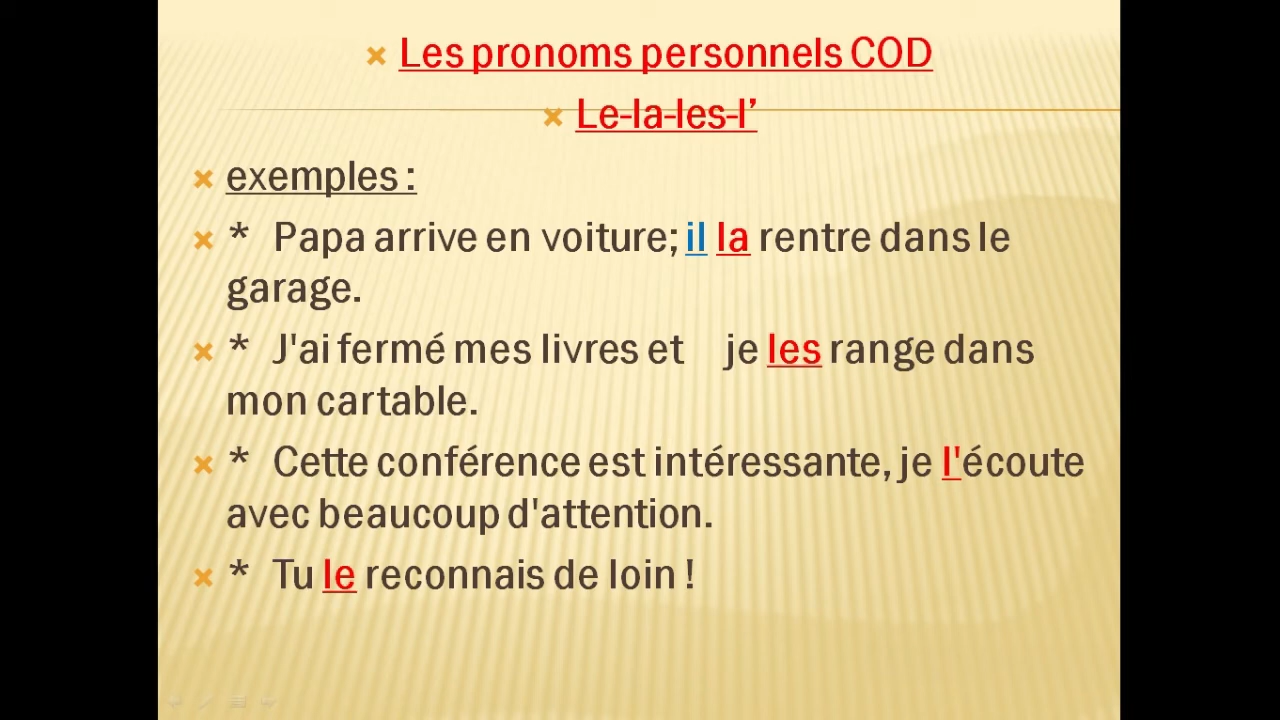 Les pronoms personnels COD
Le-la-les-l’
exemples :
* Papa arrive en voiture; il la rentre dans le
garage.
* J'ai fermé mes livres et je les range dans
mon cartable.
* Cette conférence est intéressante, je l'écoute
avec beaucoup d'attention.
* Tu le reconnais de loin !